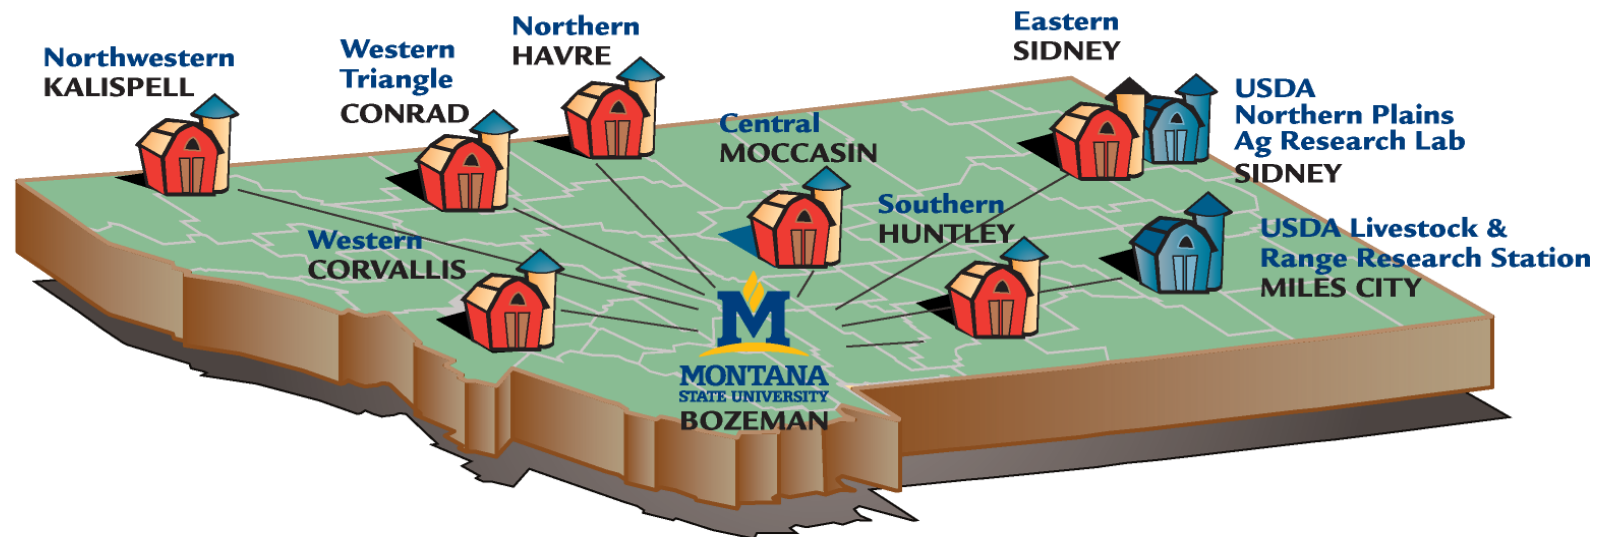 Northwestern
KALISPELL
Western
Triangle
CONRAD
Northern
HAVRE
Central
MOCCASIN
Eastern
SIDNEY
USDA
Northern Plains
Ag Research Lab
SIDNEY
Western
CORVALLIS
Southern
HUNTLEY
USDA Livestock &
Range Research Station
MILES CITY
M
MONTANA
STATE UNIVERSITY
BOZEMAN